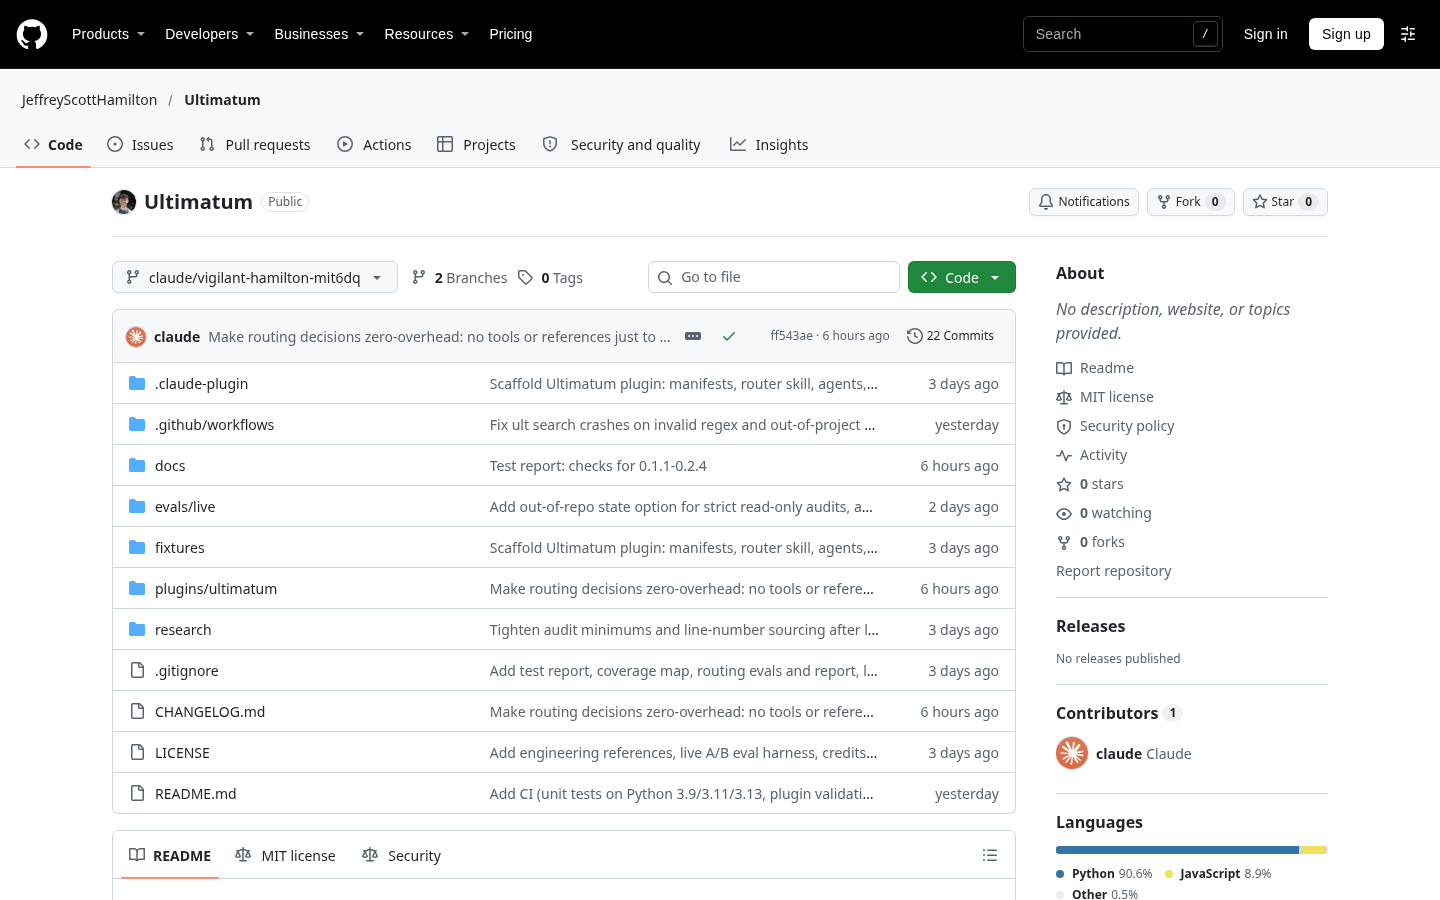 Products Developers Businesses Resources Pricing Search / Sign in Sign up
JeffreyScottHamilton / Ultimatum
Code Issues Pull requests Actions Projects Security and quality Insights
Ultimatum Public Notifications Fork 0 Star 0
claude/vigilant-hamilton-mit6dq 2 Branches 0 Tags Go to file Code
claude Make routing decisions zero-overhead: no tools or references just to … ff543ae · 6 hours ago 22 Commits
.claude-plugin Scaffold Ultimatum plugin: manifests, router skill, agents,… 3 days ago
.github/workflows Fix ult search crashes on invalid regex and out-of-project … yesterday
docs Test report: checks for 0.1.1-0.2.4 6 hours ago
evals/live Add out-of-repo state option for strict read-only audits, a… 2 days ago
fixtures Scaffold Ultimatum plugin: manifests, router skill, agents,… 3 days ago
plugins/ultimatum Make routing decisions zero-overhead: no tools or refere… 6 hours ago
research Tighten audit minimums and line-number sourcing after l… 3 days ago
.gitignore Add test report, coverage map, routing evals and report, l… 3 days ago
CHANGELOG.md Make routing decisions zero-overhead: no tools or refere… 6 hours ago
LICENSE Add engineering references, live A/B eval harness, credits… 3 days ago
README.md Add CI (unit tests on Python 3.9/3.11/3.13, plugin validati… yesterday
README MIT license Security
About
No description, website, or topics
provided.
Readme
MIT license
Security policy
Activity
0 stars
0 watching
0 forks
Report repository
Releases
No releases published
Contributors 1
claude Claude
Languages
Python 90.6% JavaScript 8.9%
Other 0.5%